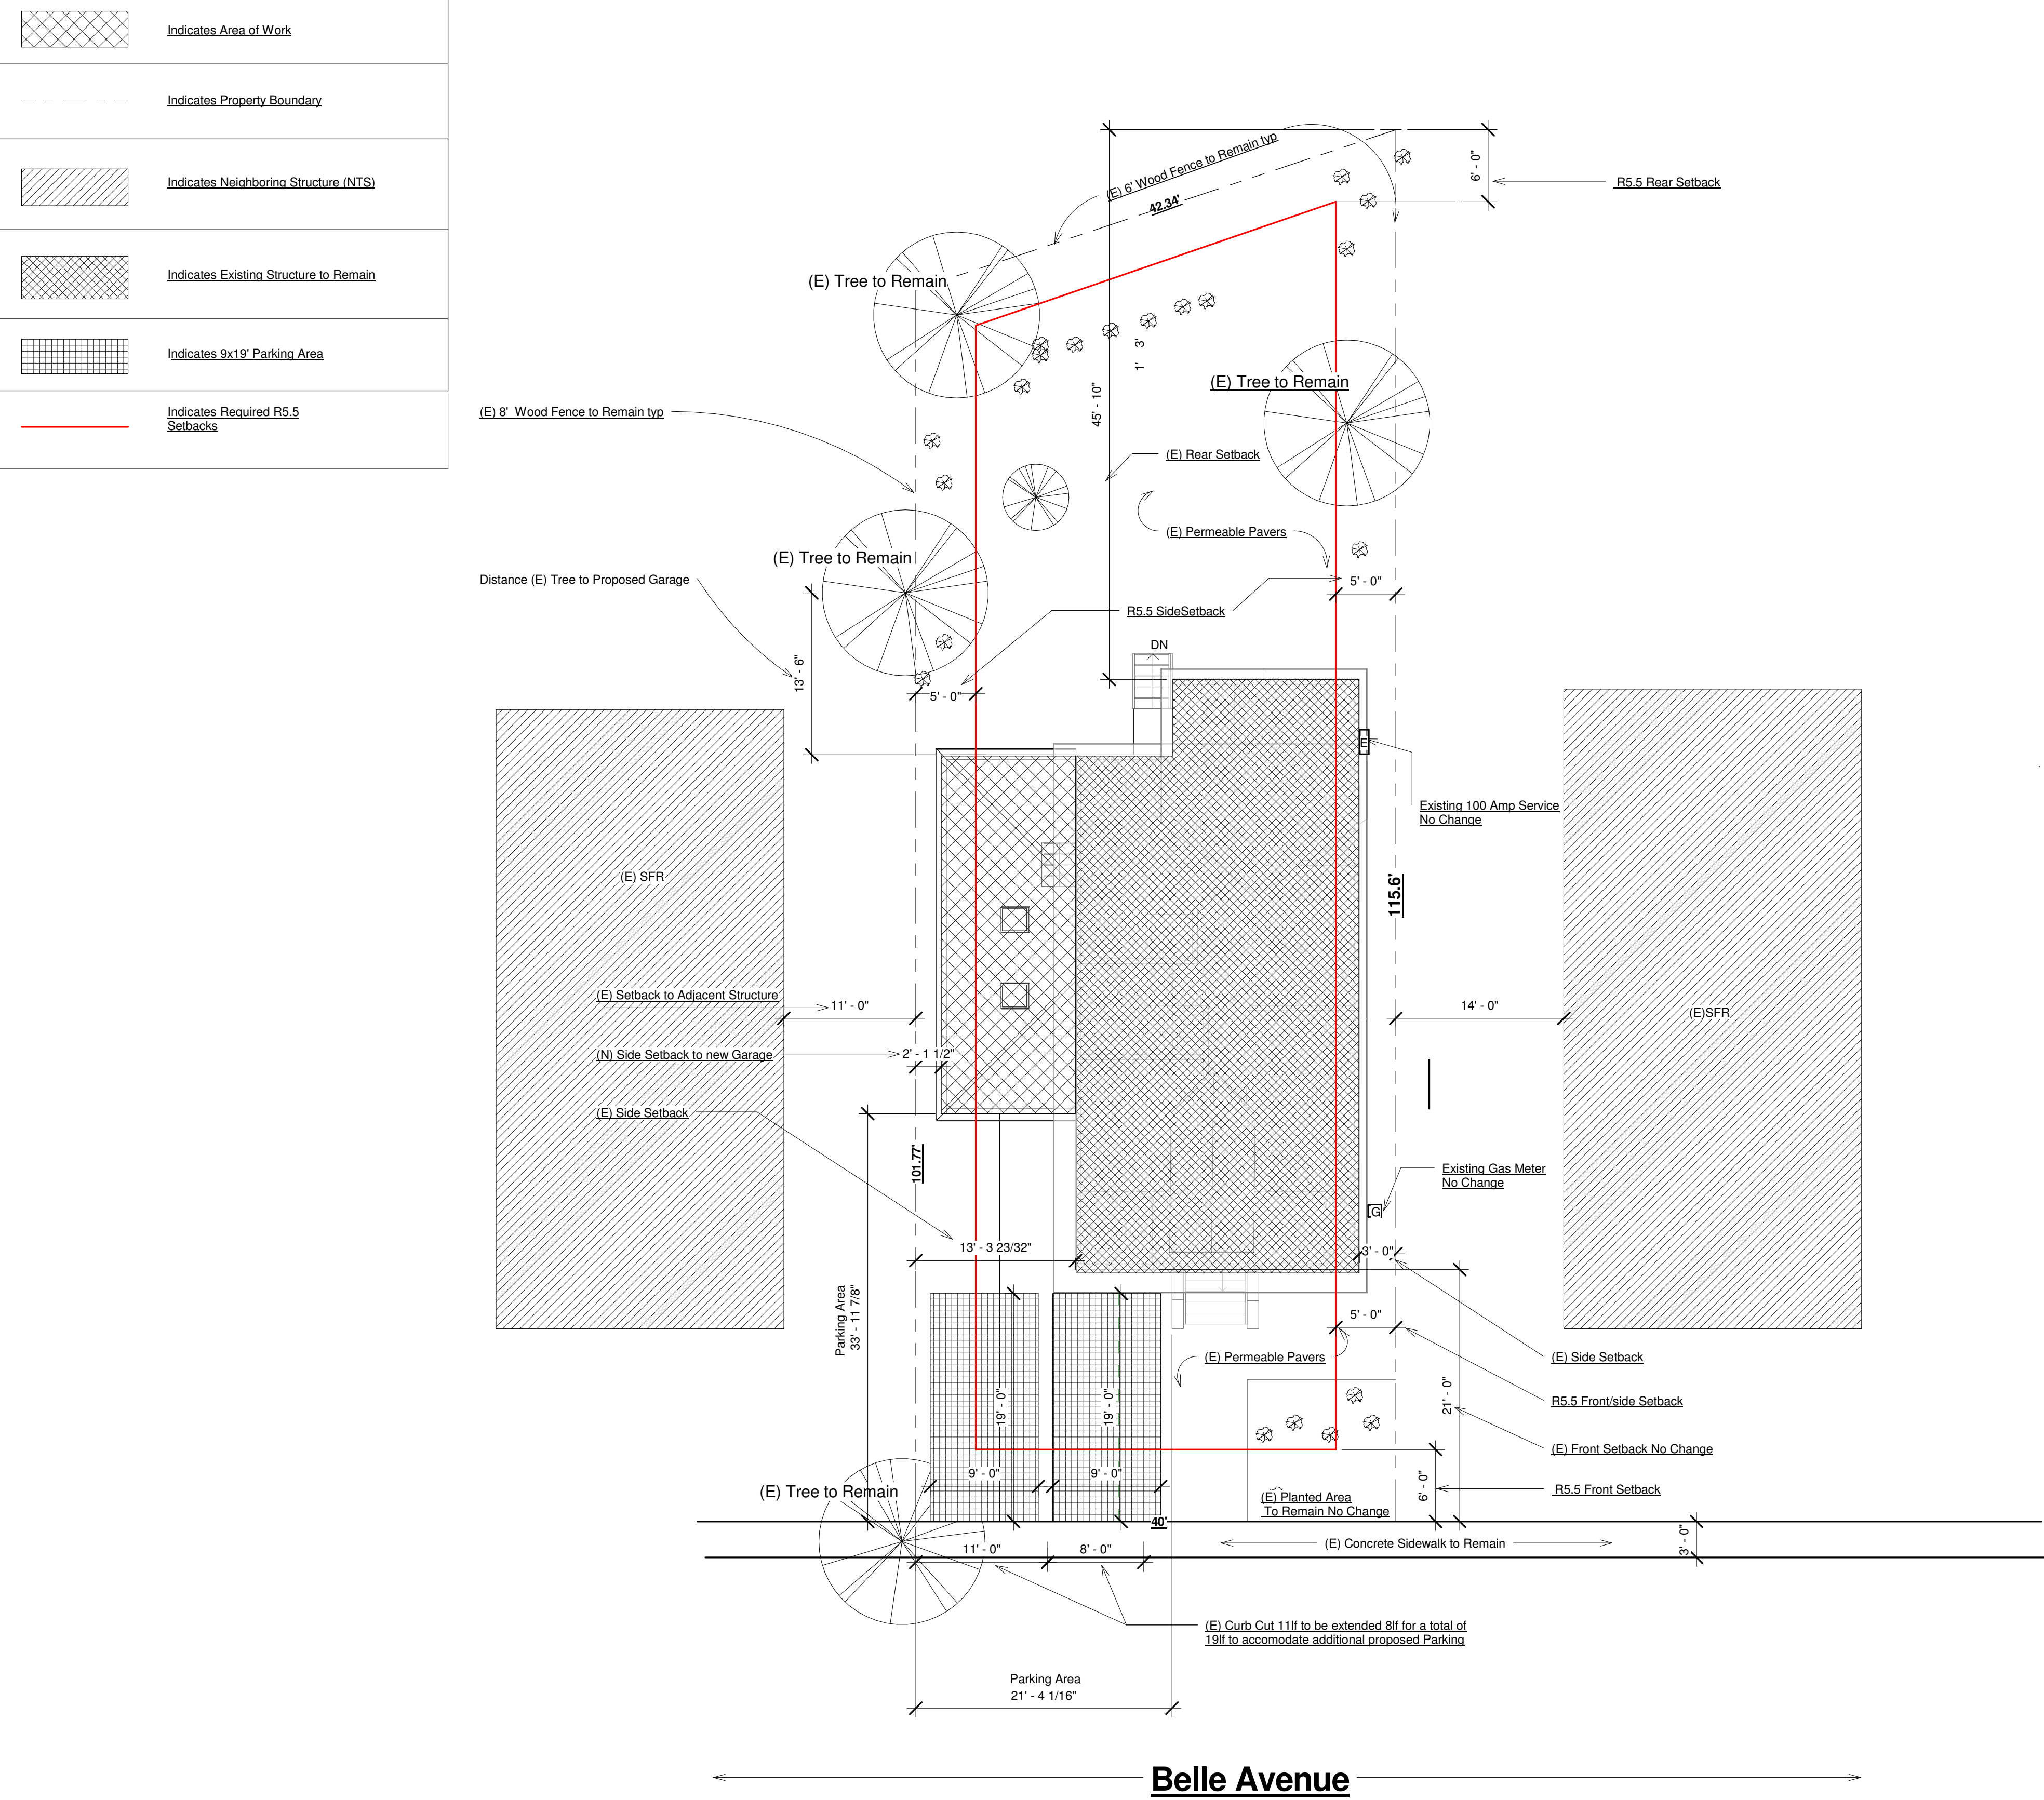 Indicates Area of Work
Indicates Property Boundary
Indicates Neighboring Structure (NTS)
Indicates Existing Structure to Remain
Indicates 9x19' Parking Area
Indicates Required R5.5
Setbacks
(E) 6' Wood Fence to Remain typ
42.34'
6' - 0"
R5.5 Rear Setback
(E) Tree to Remain
1' 3'
(E) Tree to Remain
45' - 10"
(E) 8' Wood Fence to Remain typ
(E) Rear Setback
(E) Permeable Pavers
(E) Tree to Remain
Distance (E) Tree to Proposed Garage
5' - 0"
R5.5 SideSetback
DN
13' - 6"
5' - 0"
E
Existing 100 Amp Service
No Change
(E) SFR
115.6'
(E) Setback to Adjacent Structure
11' - 0"
14' - 0"
(E)SFR
(N) Side Setback to new Garage
2' - 1 1/2"
(E) Side Setback
101.77'
Existing Gas Meter
No Change
G
13' - 3 23/32"
3' - 0"
Parking Area
33' - 11 7/8"
5' - 0"
(E) Permeable Pavers
(E) Side Setback
19' - 0"
19' - 0"
21' - 0"
R5.5 Front/side Setback
(E) Front Setback No Change
9' - 0"
9' - 0"
6' - 0"
R5.5 Front Setback
(E) Tree to Remain
(E) Planted Area
To Remain No Change
40'
(E) Concrete Sidewalk to Remain
3' - 0"
11' - 0"
8' - 0"
(E) Curb Cut 11lf to be extended 8lf for a total of
19lf to accomodate additional proposed Parking
Parking Area
21' - 4 1/16"
Belle Avenue